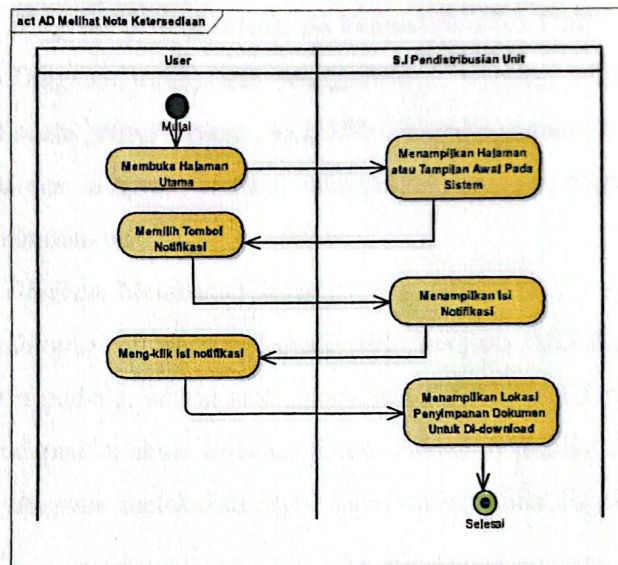 act AD Melihat Nota Ketersediaan
User
S.I Pendistribusian Unit
Mulai
Membuka Halaman
Utama
Menampilkan Halaman
atau Tampilan Awal Pada
Sistem
Memilih Tombol
Notifikasi
Menampilkan Isi
Notifikasi
Meng-klik isi notifikasi
Menampilkan Lokasi
Penyimpanan Dokumen
Untuk Di-download
Selesai